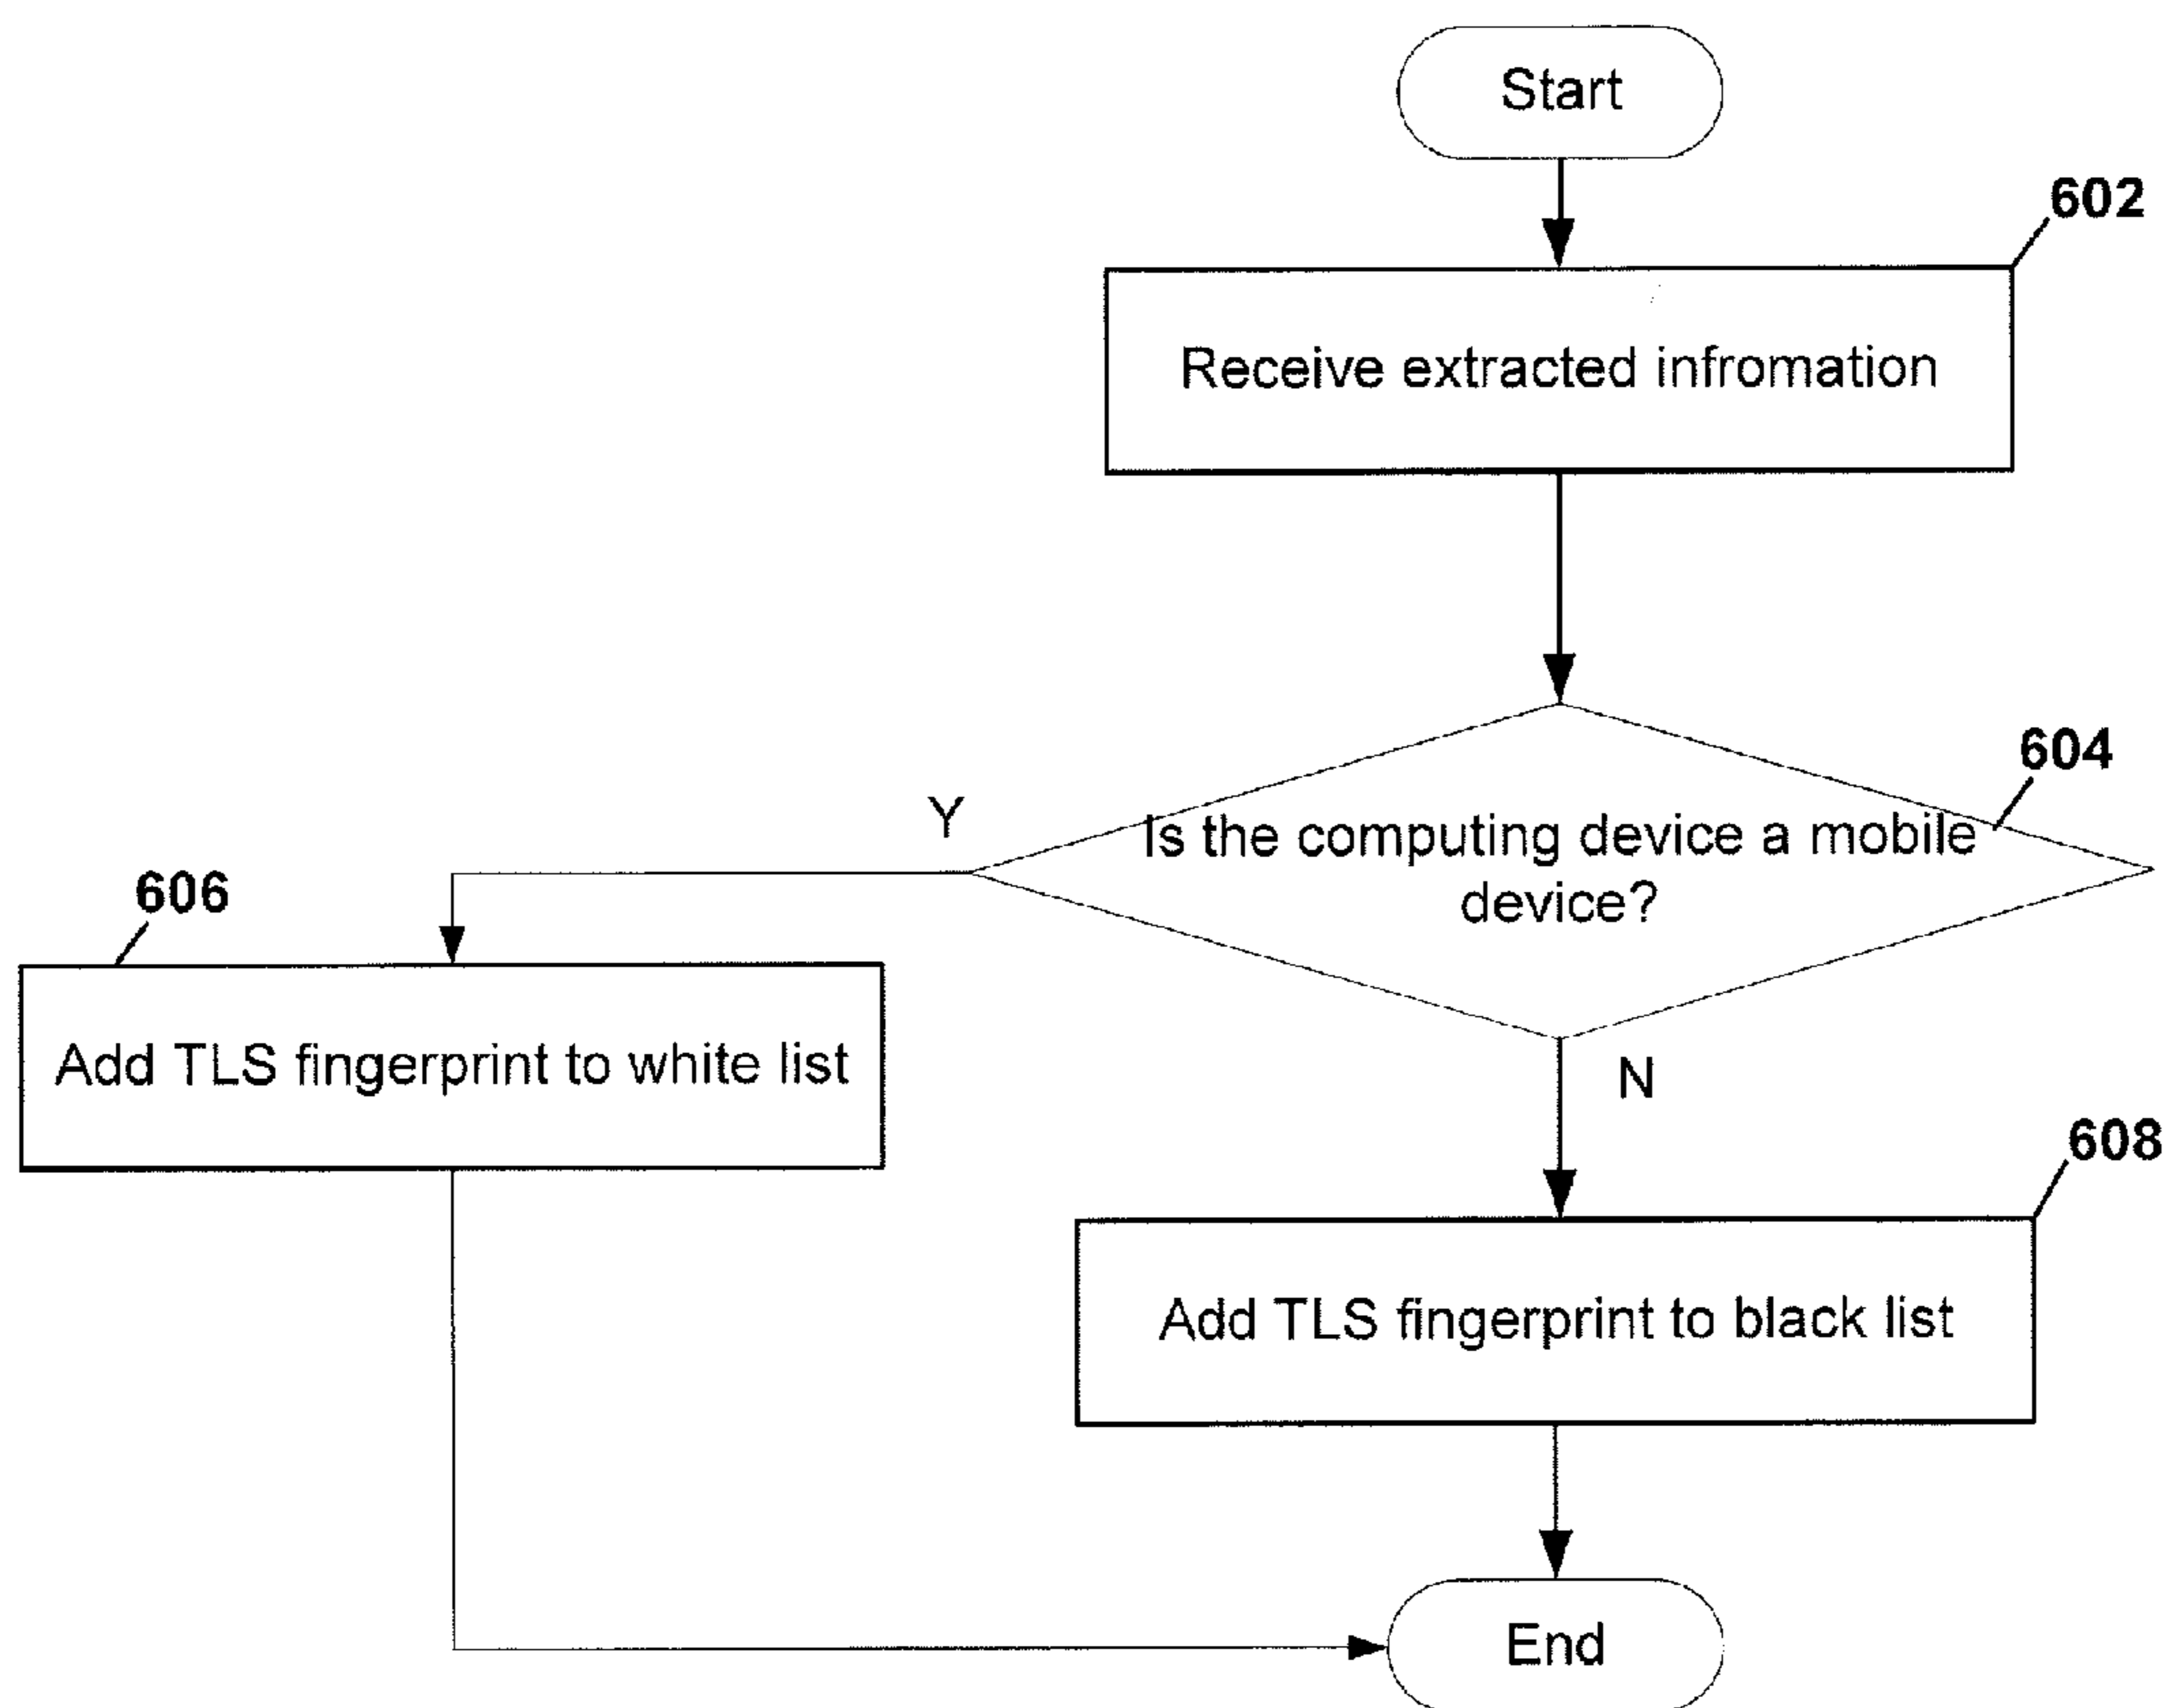 Start
602
Receive extracted infromation
604
Y
Is the computing device a mobile
device?
606
Add TLS fingerprint to white list
N
608
Add TLS fingerprint to black list
End